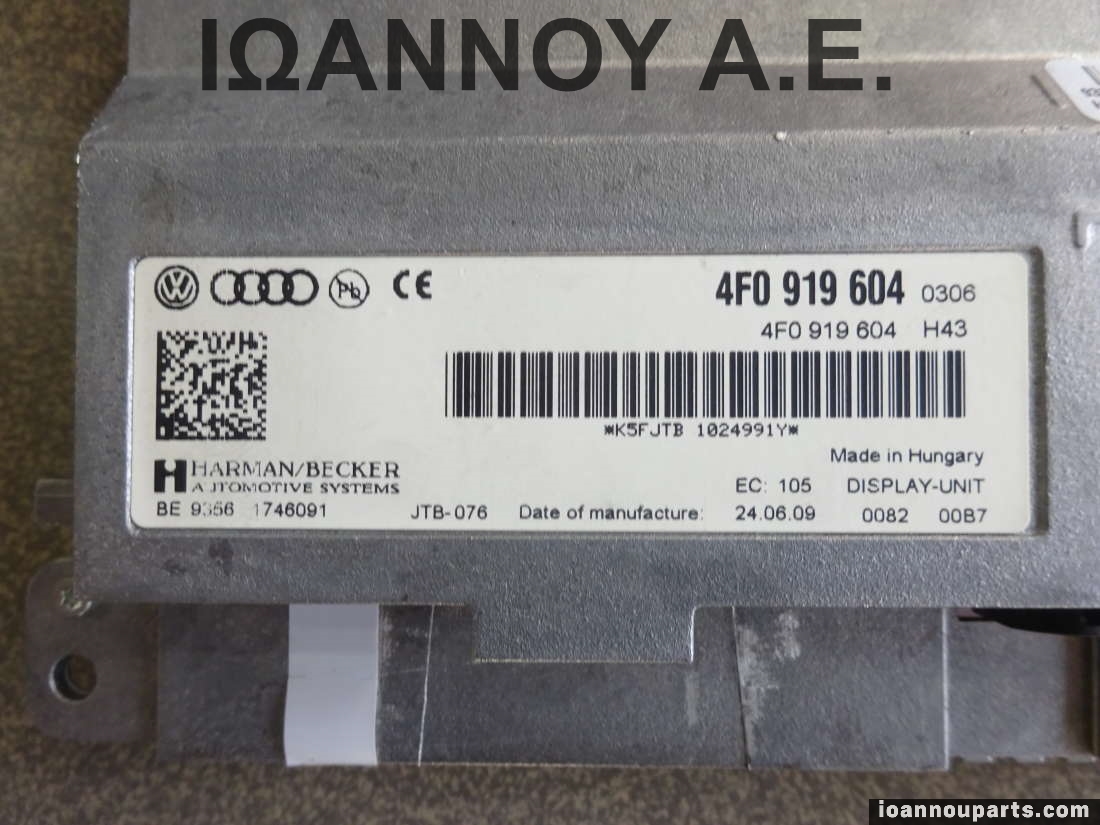 ΙΩΑΝΝΟΥ Α.Ε.
CE
4F0 919 604 0306
4F0 919 604 H43
*K5FJTB 1024991Y*
Made in Hungary
HARMAN/BECKER
AUTOMOTIVE SYSTEMS
EC: 105 DISPLAY-UNIT
BE 9356 1746091 JTB-076 Date of manufacture: 24.06.09 0082 00B7
ioannouparts.com